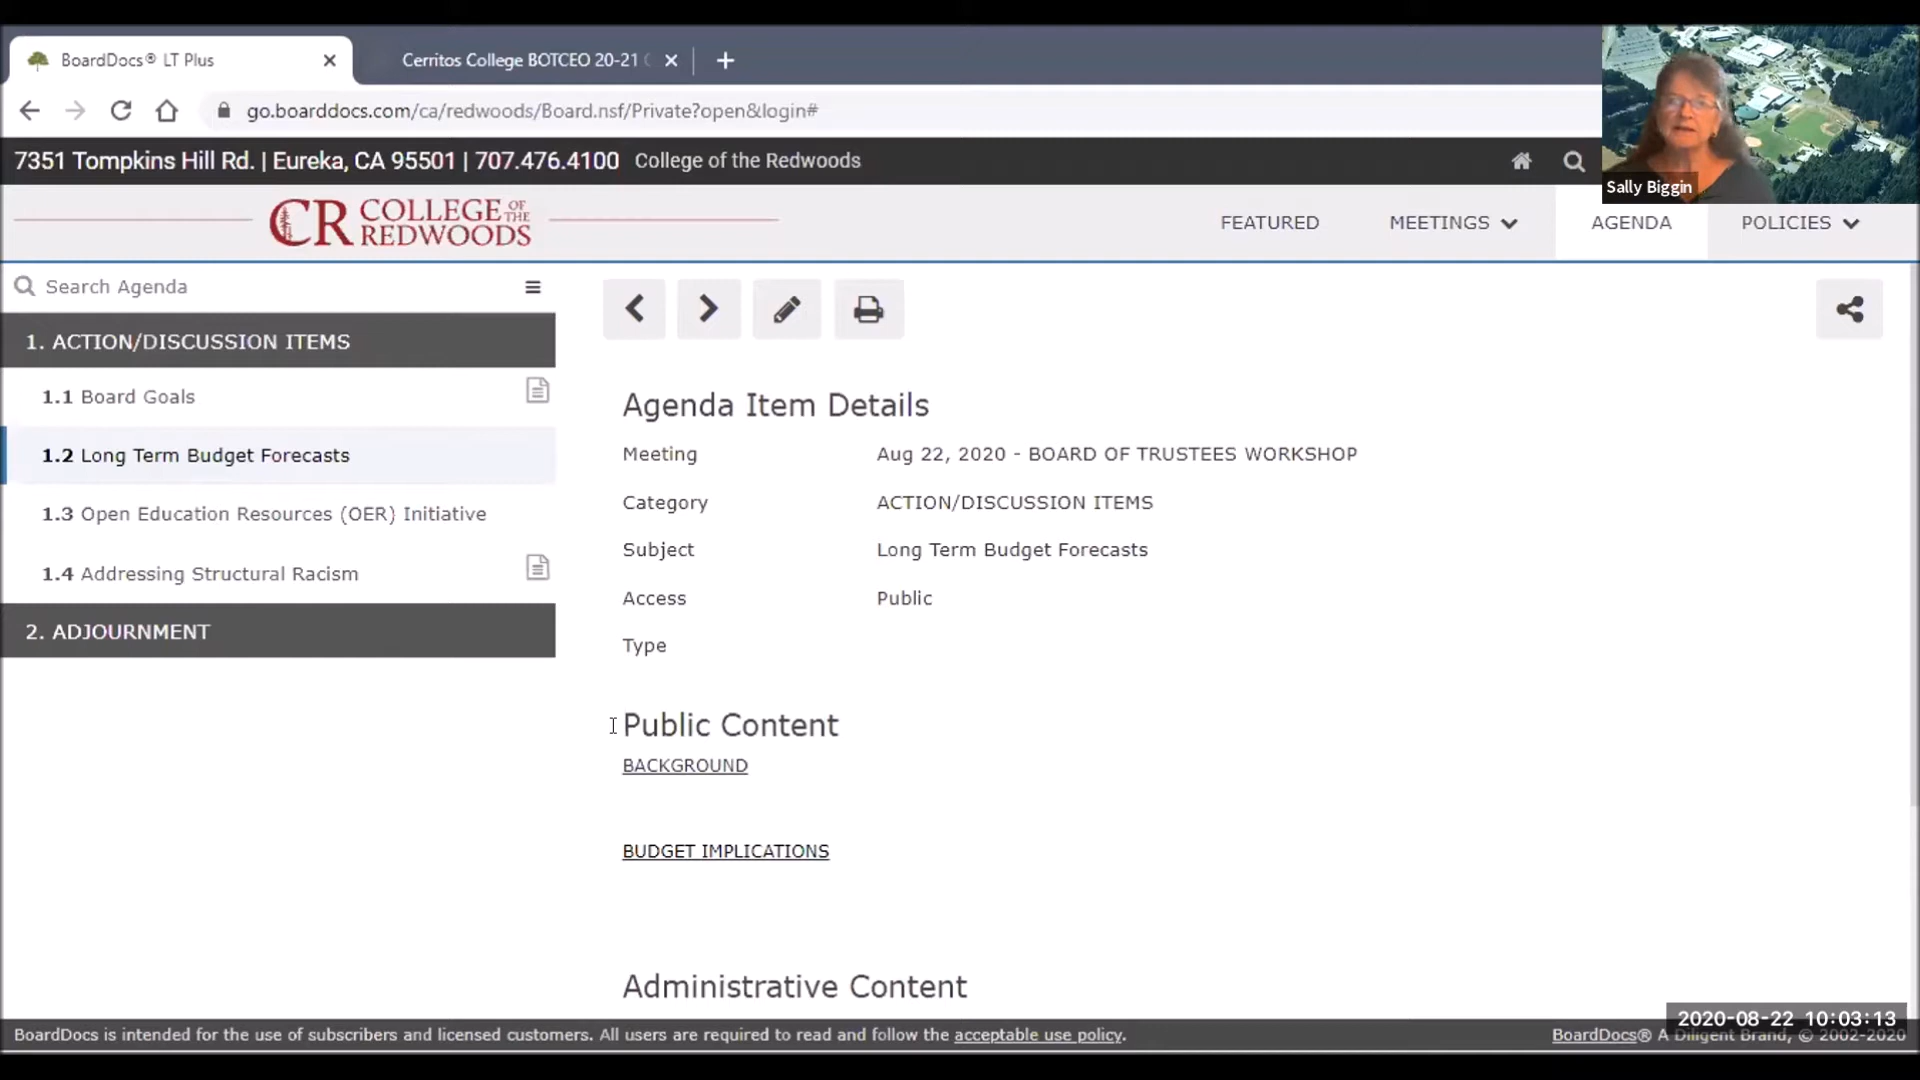 BoardDocs® LT Plus
Cerritos College BOTCEO 20-21
go.boarddocs.com/ca/redwoods/Board.nsf/Private?open&login#
7351 Tompkins Hill Rd. | Eureka, CA 95501 | 707.476.4100 College of the Redwoods
Sally Biggin
CR COLLEGE OF THE REDWOODS
FEATURED MEETINGS AGENDA POLICIES
Search Agenda
1. ACTION/DISCUSSION ITEMS
1.1 Board Goals
1.2 Long Term Budget Forecasts
1.3 Open Education Resources (OER) Initiative
1.4 Addressing Structural Racism
2. ADJOURNMENT
Agenda Item Details
Meeting Aug 22, 2020 - BOARD OF TRUSTEES WORKSHOP
Category ACTION/DISCUSSION ITEMS
Subject Long Term Budget Forecasts
Access Public
Type
Public Content
BACKGROUND
BUDGET IMPLICATIONS
Administrative Content
2020-08-22 10:03:13
BoardDocs is intended for the use of subscribers and licensed customers. All users are required to read and follow the acceptable use policy. BoardDocs® A Diligent Brand, © 2002-2020